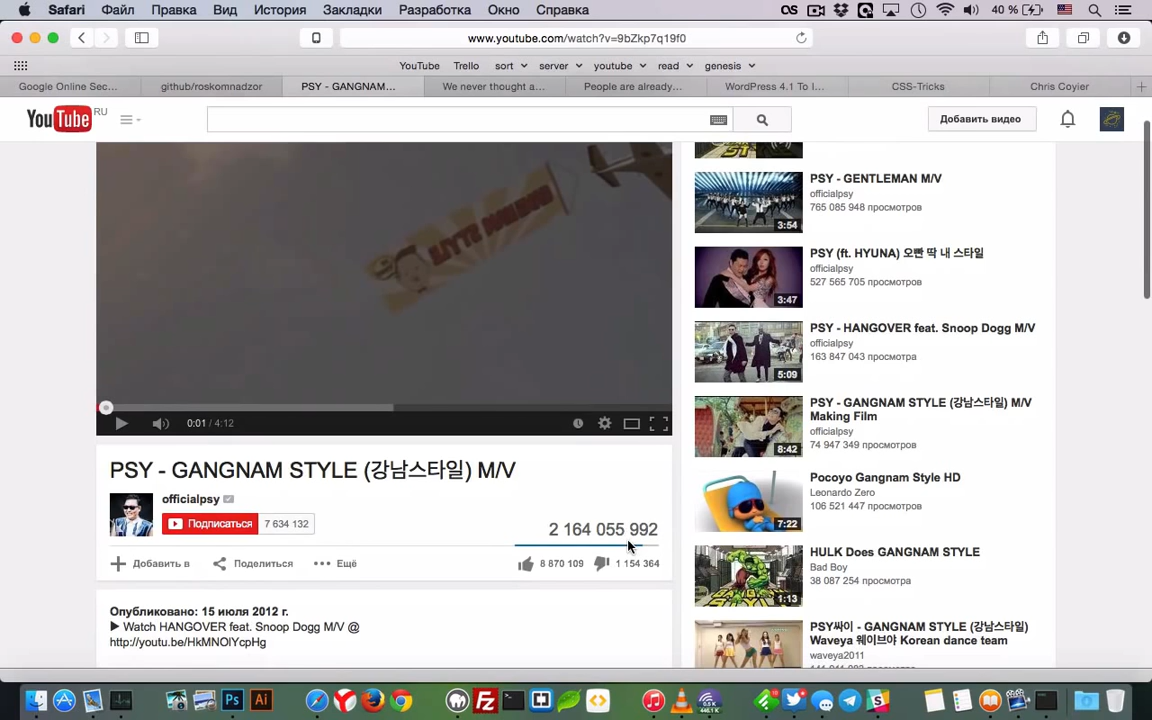 Safari Файл Правка Вид История Закладки Разработка Окно Справка
40 %
www.youtube.com/watch?v=9bZkp7q19f0
YouTube Trello sort server youtube read genesis
Google Online Sec... github/roskomnadzor PSY - GANGNAM... We never thought a... People are already... WordPress 4.1 To I... CSS-Tricks Chris Coyier
YouTube RU
Добавить видео
PSY - GENTLEMAN M/V
officialpsy
765 085 948 просмотров
3:54
PSY (ft. HYUNA) 오빤 딱 내 스타일
officialpsy
527 565 705 просмотров
3:47
PSY - HANGOVER feat. Snoop Dogg M/V
officialpsy
163 847 043 просмотра
5:09
PSY - GANGNAM STYLE (강남스타일) M/V
Making Film
officialpsy
74 947 349 просмотров
8:42
Pocoyo Gangnam Style HD
Leonardo Zero
106 521 447 просмотров
7:22
HULK Does GANGNAM STYLE
Bad Boy
38 087 254 просмотров
1:13
PSY싸이 - GANGNAM STYLE (강남스타일)
Waveya 웨이브야 Korean dance team
waveya2011
0:01 / 4:12
PSY - GANGNAM STYLE (강남스타일) M/V
officialpsy
Подписаться 7 634 132
2 164 055 992
Добавить в Поделиться Ещё
8 870 109 1 154 364
Опубликовано: 15 июля 2012 г.
▶ Watch HANGOVER feat. Snoop Dogg M/V @
http://youtu.be/HkMNOlYcpHg